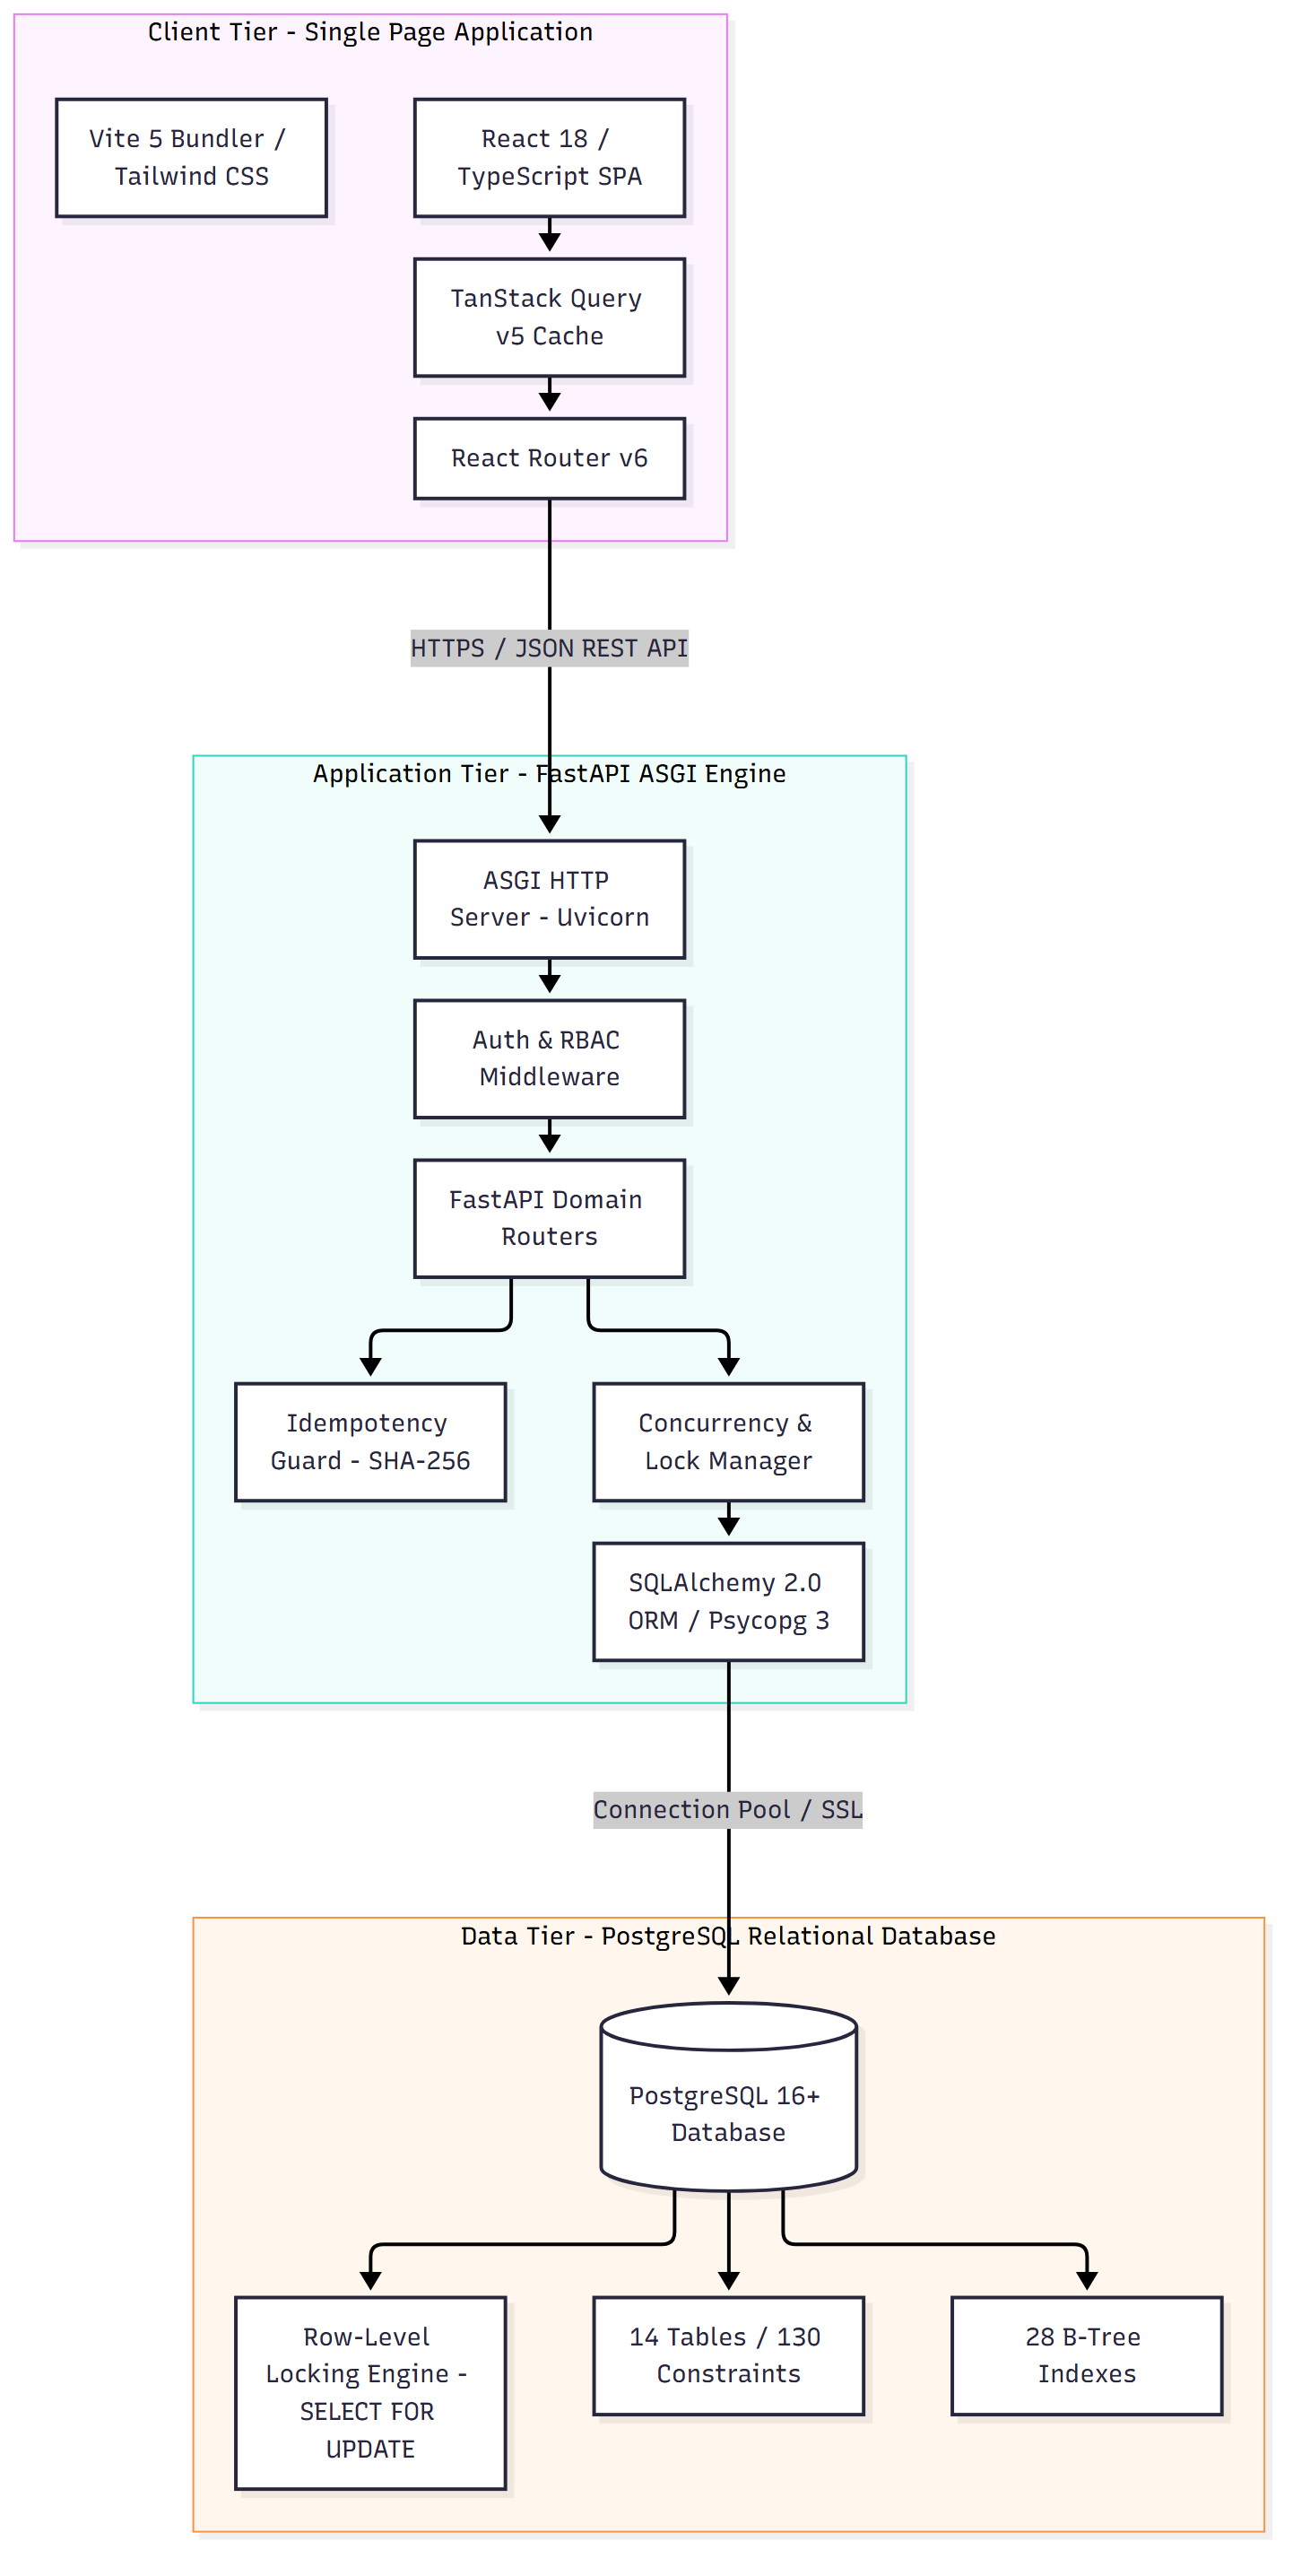 Client Tier - Single Page Application
Vite 5 Bundler /
Tailwind CSS
React 18 /
TypeScript SPA
TanStack Query
v5 Cache
React Router v6
HTTPS / JSON REST API
Application Tier - FastAPI ASGI Engine
ASGI HTTP
Server - Uvicorn
Auth & RBAC
Middleware
FastAPI Domain
Routers
Idempotency
Guard - SHA-256
Concurrency &
Lock Manager
SQLAlchemy 2.0
ORM / Psycopg 3
Connection Pool / SSL
Data Tier - PostgreSQL Relational Database
PostgreSQL 16+
Database
Row-Level
Locking Engine -
SELECT FOR
UPDATE
14 Tables / 130
Constraints
28 B-Tree
Indexes